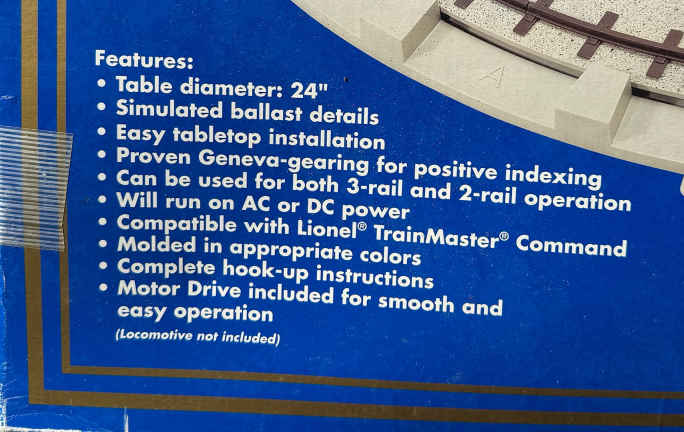 Features:
• Table diameter: 24"
• Simulated ballast details
• Easy tabletop installation
• Proven Geneva-gearing for positive indexing
• Can be used for both 3-rail and 2-rail operation
• Will run on AC or DC power
• Compatible with Lionel® TrainMaster® Command
• Molded in appropriate colors
• Complete hook-up instructions
• Motor Drive included for smooth and
easy operation
(Locomotive not included)